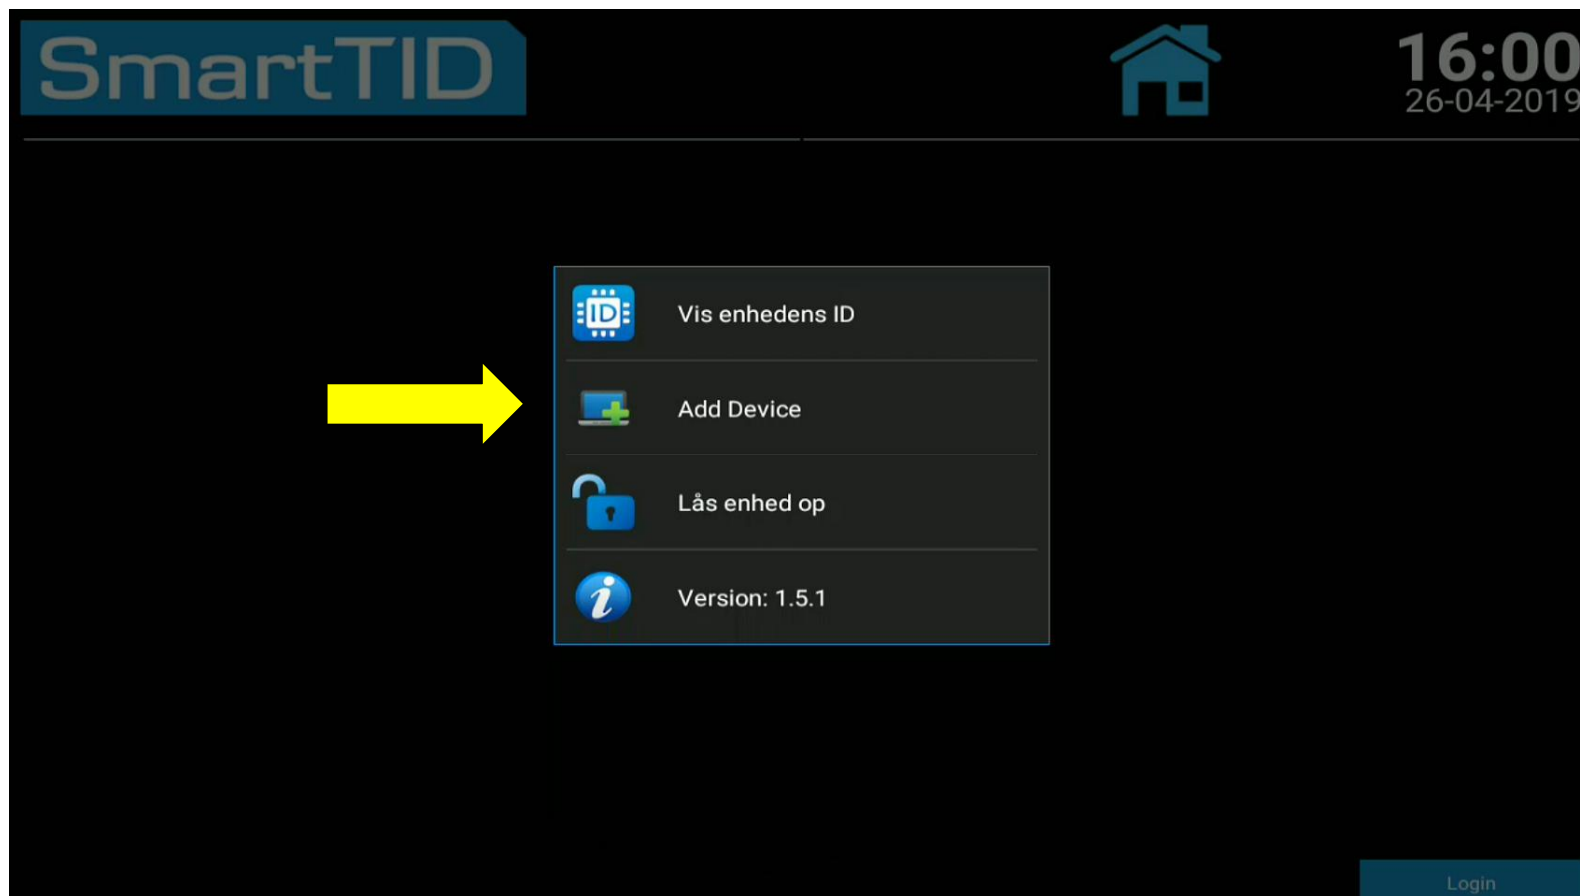 SmartTID
16:00
26-04-2019
ID
Vis enhedens ID
Add Device
Lås enhed op
i
Version: 1.5.1
Login